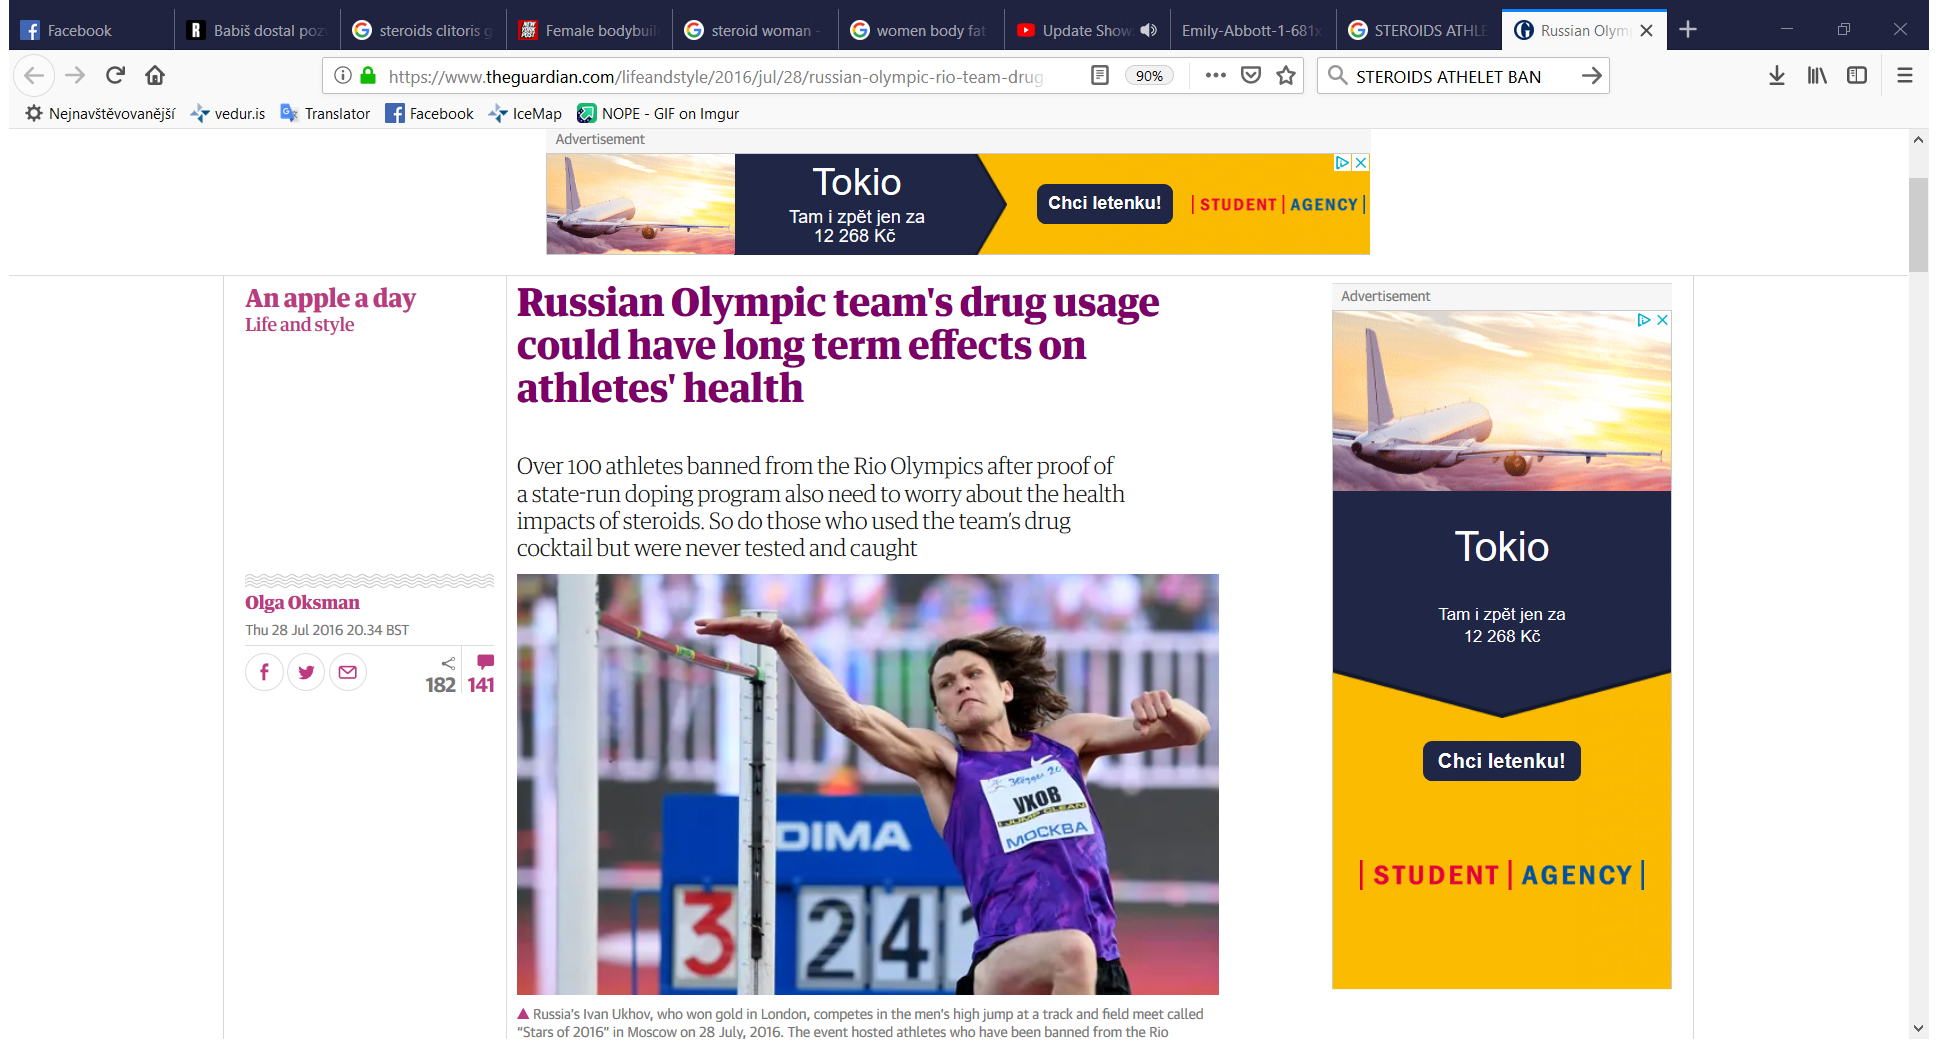 Facebook
Babiš dostal poz
steroids clitoris g
Female bodybuil
steroid woman -
women body fat
Update Show
Emily-Abbott-1-681x
STEROIDS ATHLE
Russian Olym
https://www.theguardian.com/lifeandstyle/2016/jul/28/russian-olympic-rio-team-drug
90%
STEROIDS ATHELET BAN
Nejnavštěvovanější
vedur.is
Translator
Facebook
IceMap
NOPE - GIF on Imgur
Advertisement
Tokio
Tam i zpět jen za
12 268 Kč
Chci letenku!
|STUDENT|AGENCY|
An apple a day
Life and style
Russian Olympic team's drug usage
could have long term effects on
athletes' health
Over 100 athletes banned from the Rio Olympics after proof of
a state-run doping program also need to worry about the health
impacts of steroids. So do those who used the team's drug
cocktail but were never tested and caught
Olga Oksman
Thu 28 Jul 2016 20.34 BST
182
141
УХОВ
I JUMP CLEAN
МОСКВА
DIMA
3 24
Russia's Ivan Ukhov, who won gold in London, competes in the men's high jump at a track and field meet called
"Stars of 2016" in Moscow on 28 July, 2016. The event hosted athletes who have been banned from the Rio
Advertisement
Tokio
Tam i zpět jen za
12 268 Kč
Chci letenku!
|STUDENT|AGENCY|